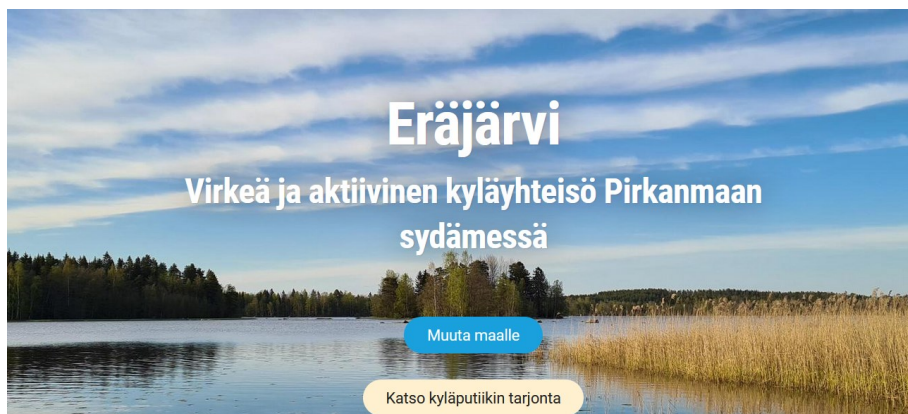 Eräjärvi
Virkeä ja aktiivinen kyläyhteisö Pirkanmaan
sydämessä
Muuta maalle
Katso kyläputiikin tarjonta